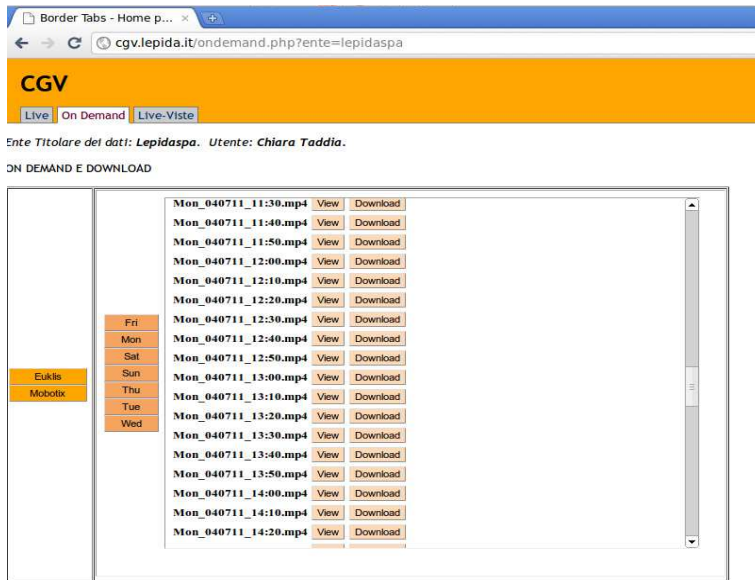 Border Tabs - Home p...
cgv.lepida.it/ondemand.php?ente=lepidaspa
CGV
Live On Demand Live-Viste
Ente Titolare dei dati: Lepidaspa. Utente: Chiara Taddia.
ON DEMAND E DOWNLOAD
Euklis
Mobotix
Fri
Mon
Sat
Sun
Thu
Tue
Wed
Mon_040711_11:30.mp4 View Download
Mon_040711_11:40.mp4 View Download
Mon_040711_11:50.mp4 View Download
Mon_040711_12:00.mp4 View Download
Mon_040711_12:10.mp4 View Download
Mon_040711_12:20.mp4 View Download
Mon_040711_12:30.mp4 View Download
Mon_040711_12:40.mp4 View Download
Mon_040711_12:50.mp4 View Download
Mon_040711_13:00.mp4 View Download
Mon_040711_13:10.mp4 View Download
Mon_040711_13:20.mp4 View Download
Mon_040711_13:30.mp4 View Download
Mon_040711_13:40.mp4 View Download
Mon_040711_13:50.mp4 View Download
Mon_040711_14:00.mp4 View Download
Mon_040711_14:10.mp4 View Download
Mon_040711_14:20.mp4 View Download